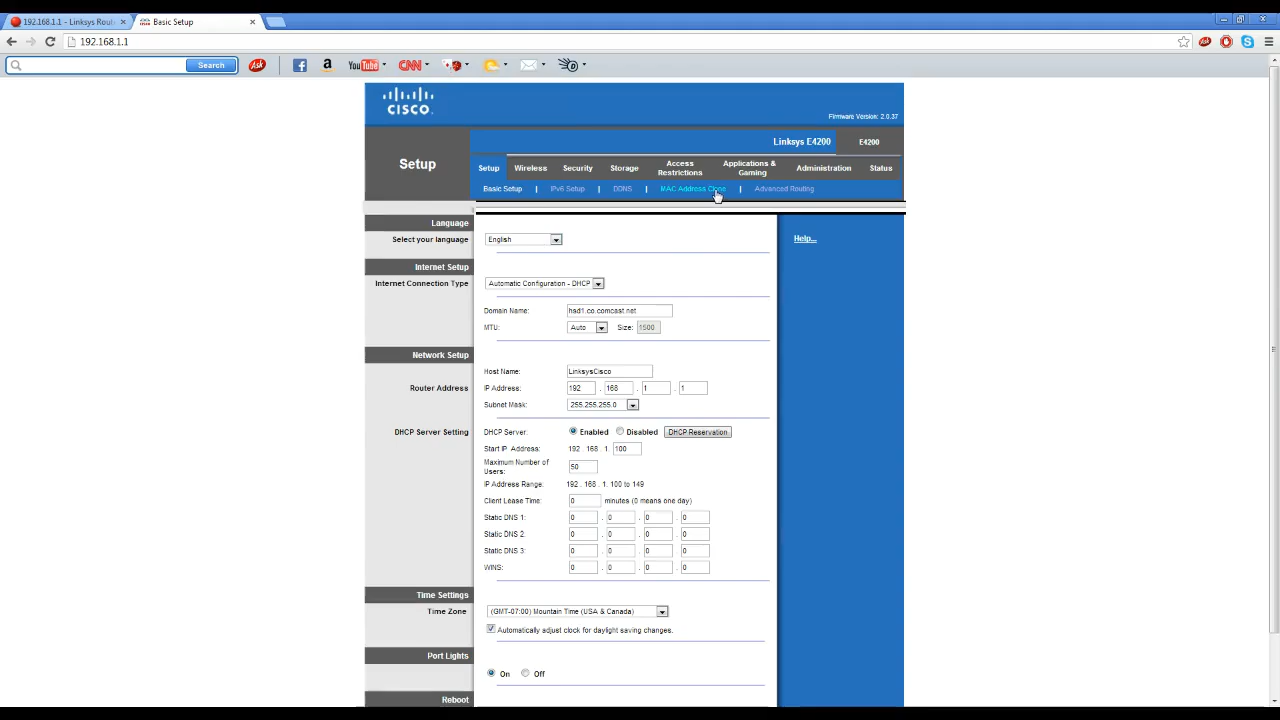 192.168.1.1 - Linksys Rout
Basic Setup
192.168.1.1
Search
Ask
You Tube
CNN
CISCO
Firmware Version: 2.0.37
Linksys E4200
E4200
Setup
Setup
Wireless
Security
Storage
Access Restrictions
Applications & Gaming
Administration
Status
Basic Setup
IPv6 Setup
DDNS
MAC Address Clone
Advanced Routing
Language
Select your language
English
Help...
Internet Setup
Internet Connection Type
Automatic Configuration - DHCP
Domain Name: hsd1.co.comcast.net
MTU: Auto Size: 1500
Network Setup
Host Name: LinksysCisco
Router Address
IP Address: 192 . 168 . 1 . 1
Subnet Mask: 255.255.255.0
DHCP Server Setting
DHCP Server: Enabled Disabled DHCP Reservation
Start IP Address: 192 . 168 . 1. 100
Maximum Number of Users: 50
IP Address Range: 192 . 168 . 1. 100 to 149
Client Lease Time: 0 minutes (0 means one day)
Static DNS 1: 0 . 0 . 0 . 0
Static DNS 2: 0 . 0 . 0 . 0
Static DNS 3: 0 . 0 . 0 . 0
WINS: 0 . 0 . 0 . 0
Time Settings
Time Zone
(GMT-07:00) Mountain Time (USA & Canada)
Automatically adjust clock for daylight saving changes.
Port Lights
On Off
Reboot